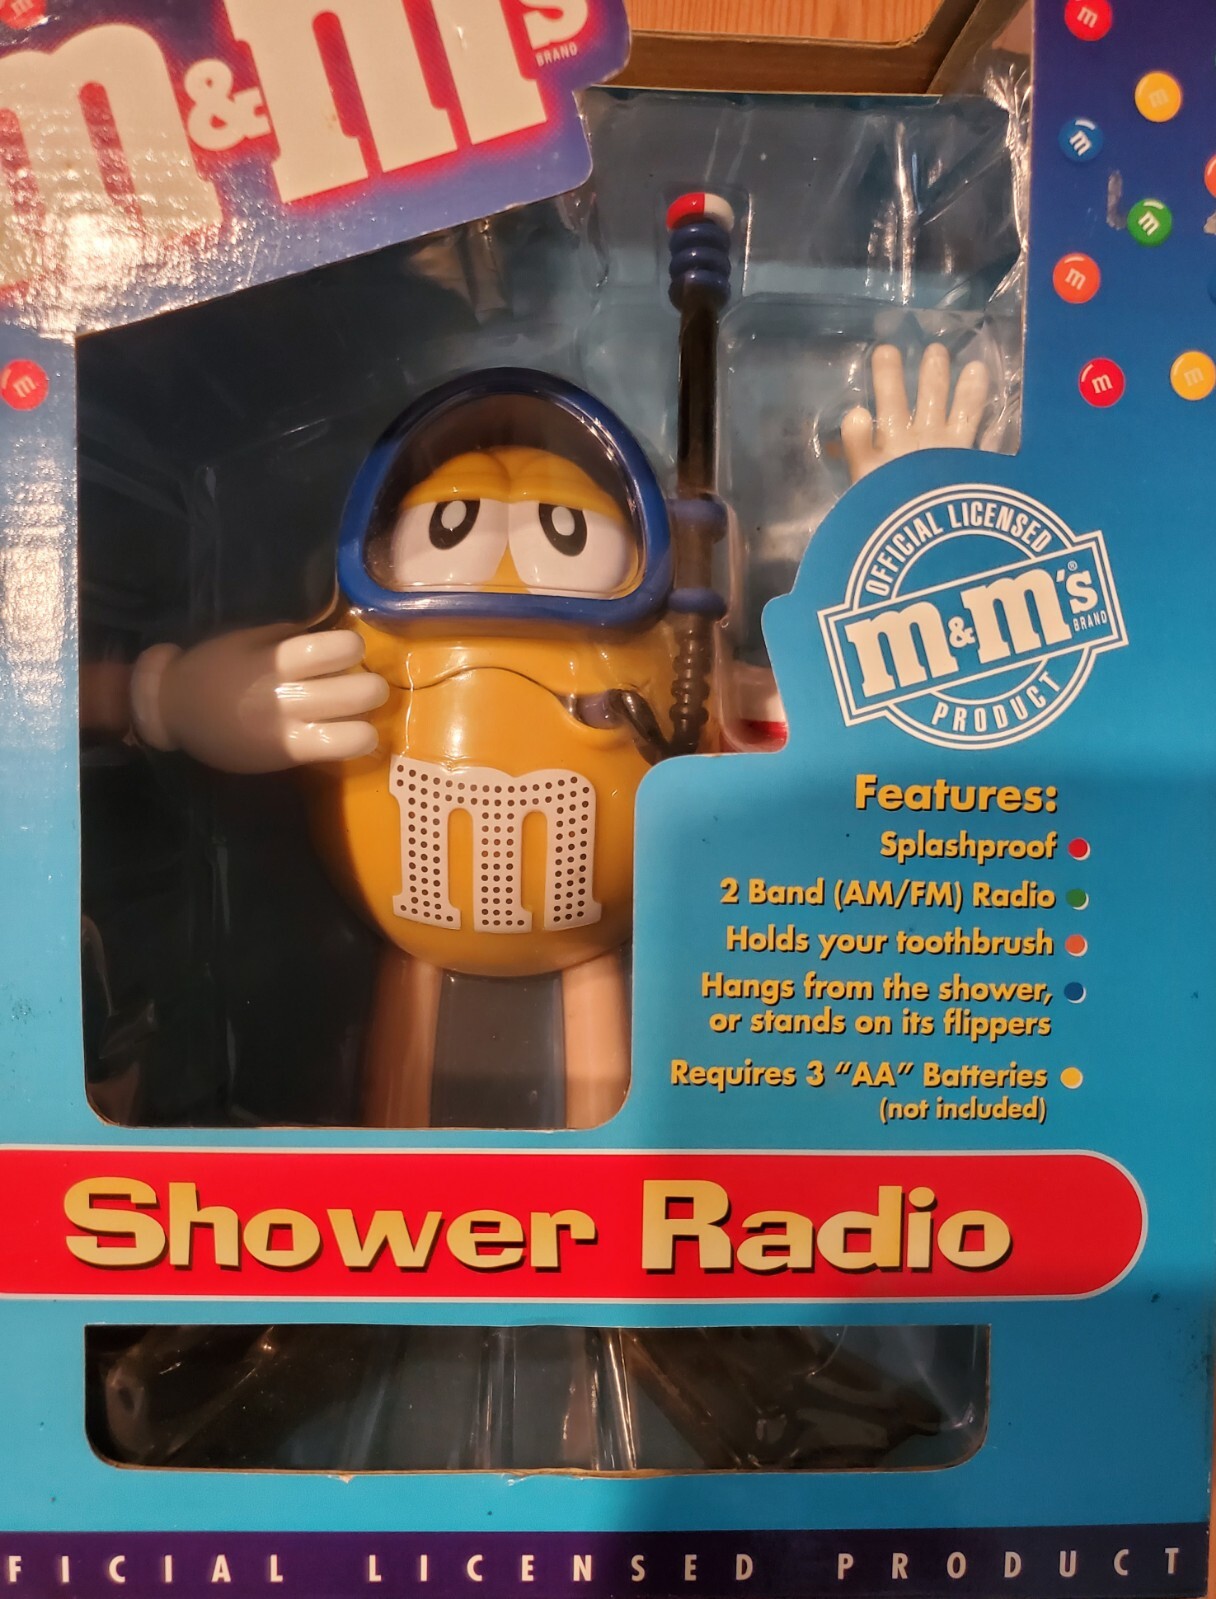 m&m's
BRAND
OFFICIAL LICENSED
m&m's®
BRAND
PRODUCT
Features:
Splashproof
2 Band (AM/FM) Radio
Holds your toothbrush
Hangs from the shower,
or stands on its flippers
Requires 3 "AA" Batteries
(not included)
m
Shower Radio
FICIAL LICENSED PRODUCT